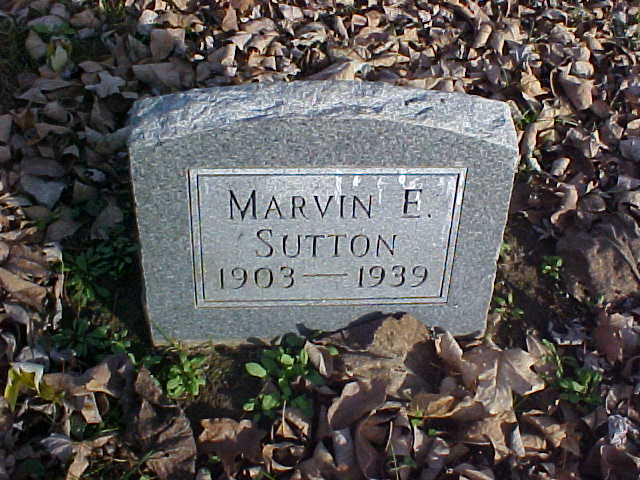 MARVIN E.
SUTTON
1903 — 1939